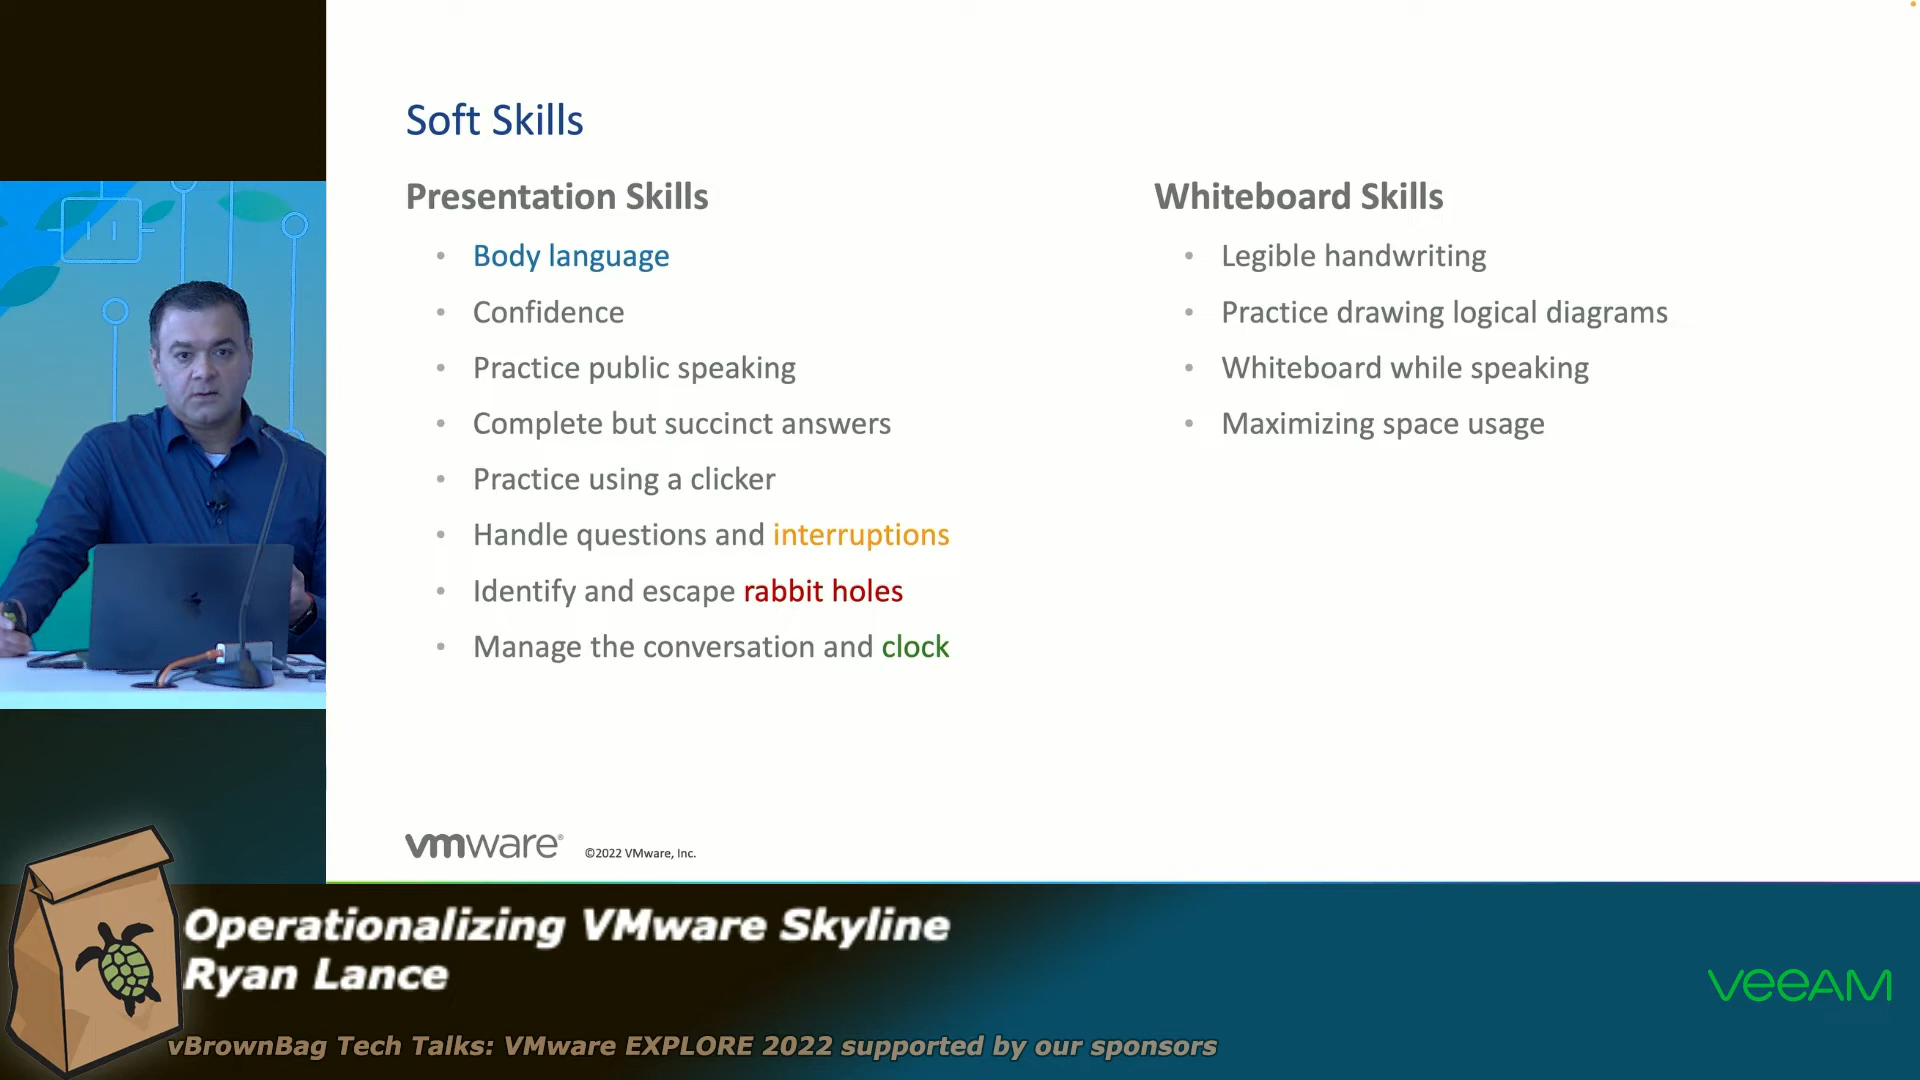 Soft Skills
Presentation Skills
• Body language
• Confidence
• Practice public speaking
• Complete but succinct answers
• Practice using a clicker
• Handle questions and interruptions
• Identify and escape rabbit holes
• Manage the conversation and clock
Whiteboard Skills
• Legible handwriting
• Practice drawing logical diagrams
• Whiteboard while speaking
• Maximizing space usage
vmware®
©2022 VMware, Inc.
Operationalizing VMware Skyline
Ryan Lance
veeAM
vBrownBag Tech Talks: VMware EXPLORE 2022 supported by our sponsors